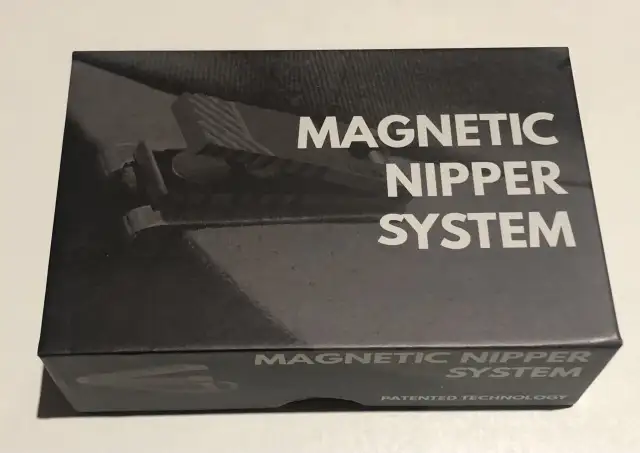 MAGNETIC
NIPPER
SYSTEM
MAGNETIC NIPPER
SYSTEM
PATENTED TECHNOLOGY